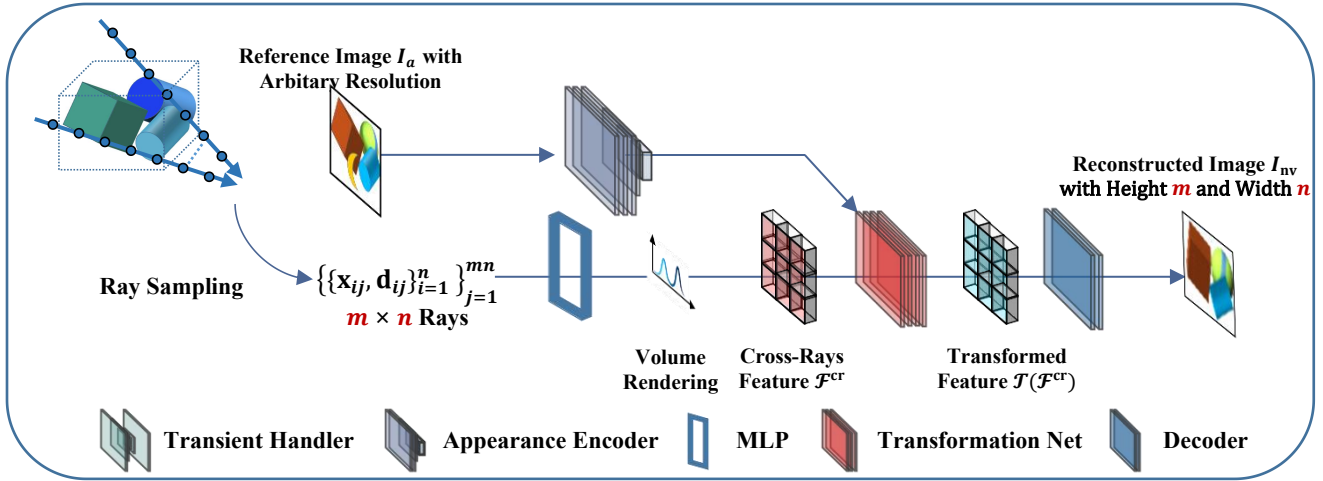 Reference Image I_a with
Arbitary Resolution
Reconstructed Image I_nv
with Height m and Width n
Ray Sampling
{{x_ij, d_ij}_{i=1}^{n}}_{j=1}^{mn}
m × n Rays
Volume
Rendering
Cross-Rays
Feature ℱ^cr
Transformed
Feature 𝒯(ℱ^cr)
Transient Handler
Appearance Encoder
MLP
Transformation Net
Decoder